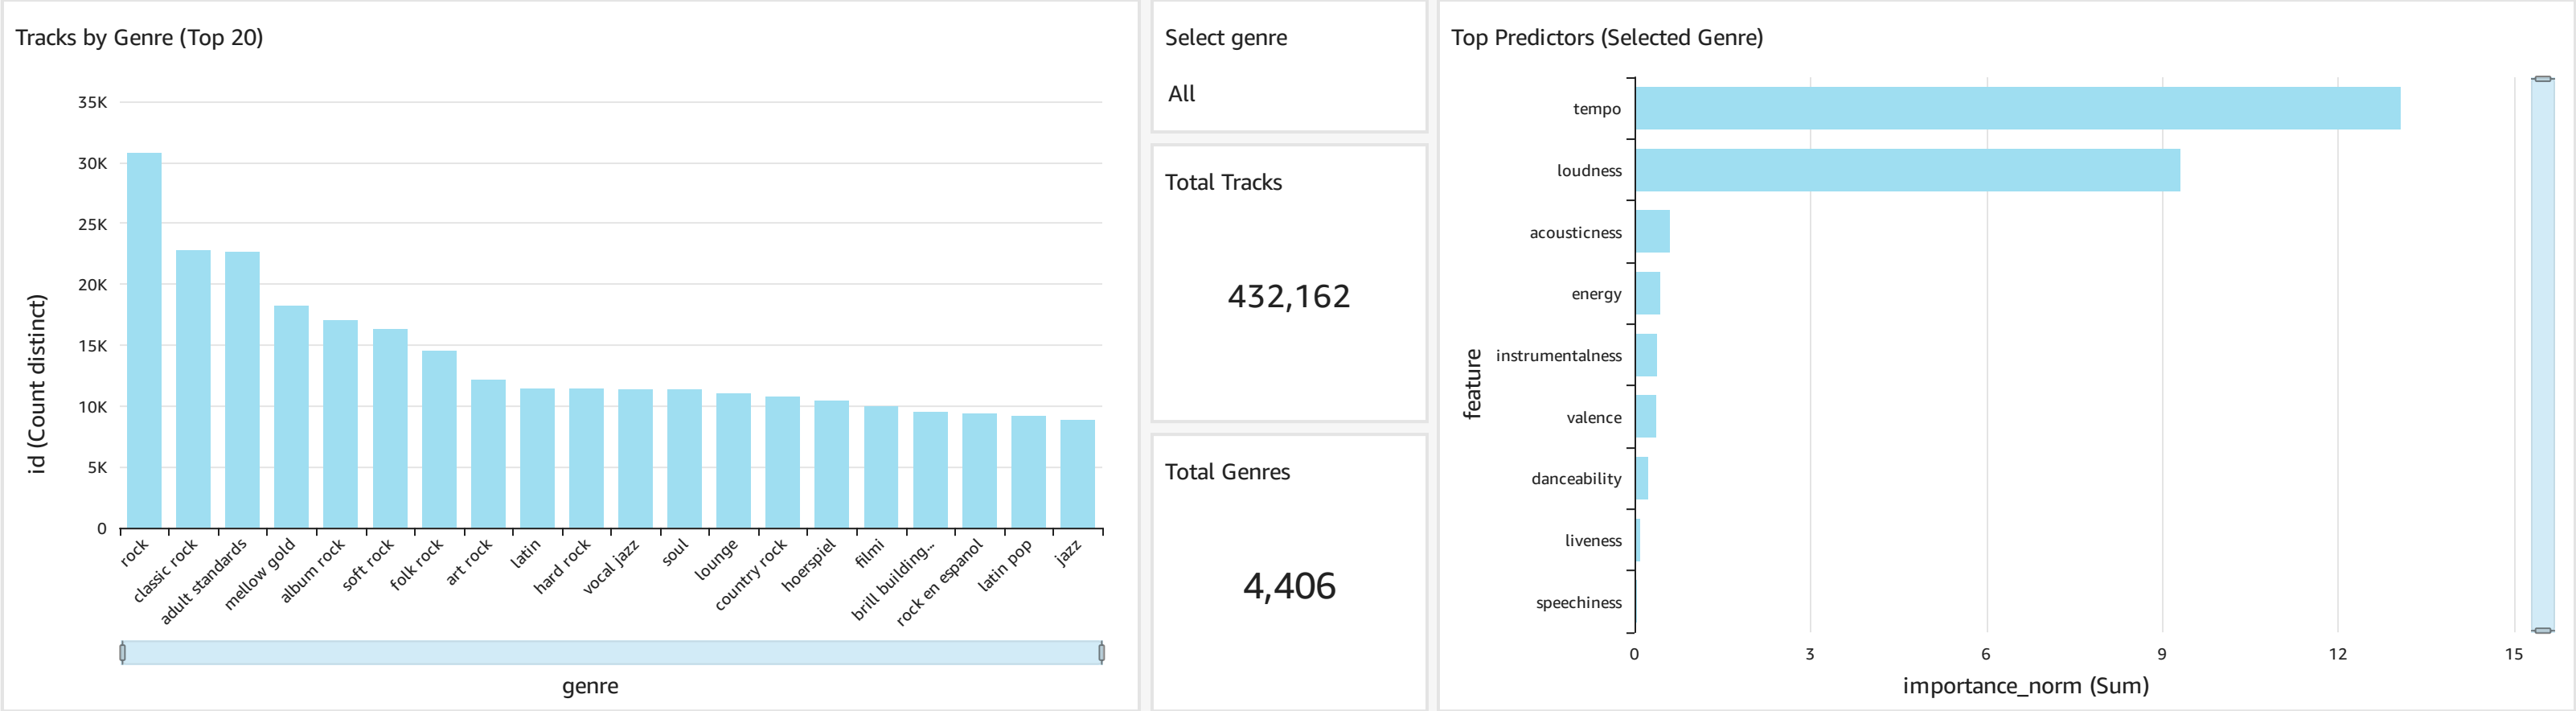 Tracks by Genre (Top 20)
35K
30K
25K
20K
15K
10K
5K
0
id (Count distinct)
rock
classic rock
adult standards
mellow gold
album rock
soft rock
folk rock
art rock
latin
hard rock
vocal jazz
soul
lounge
country rock
hoerspiel
filmi
brill building...
rock en espanol
latin pop
jazz
genre
Select genre
All
Total Tracks
432,162
Total Genres
4,406
Top Predictors (Selected Genre)
feature
tempo
loudness
acousticness
energy
instrumentalness
valence
danceability
liveness
speechiness
0 3 6 9 12 15
importance_norm (Sum)